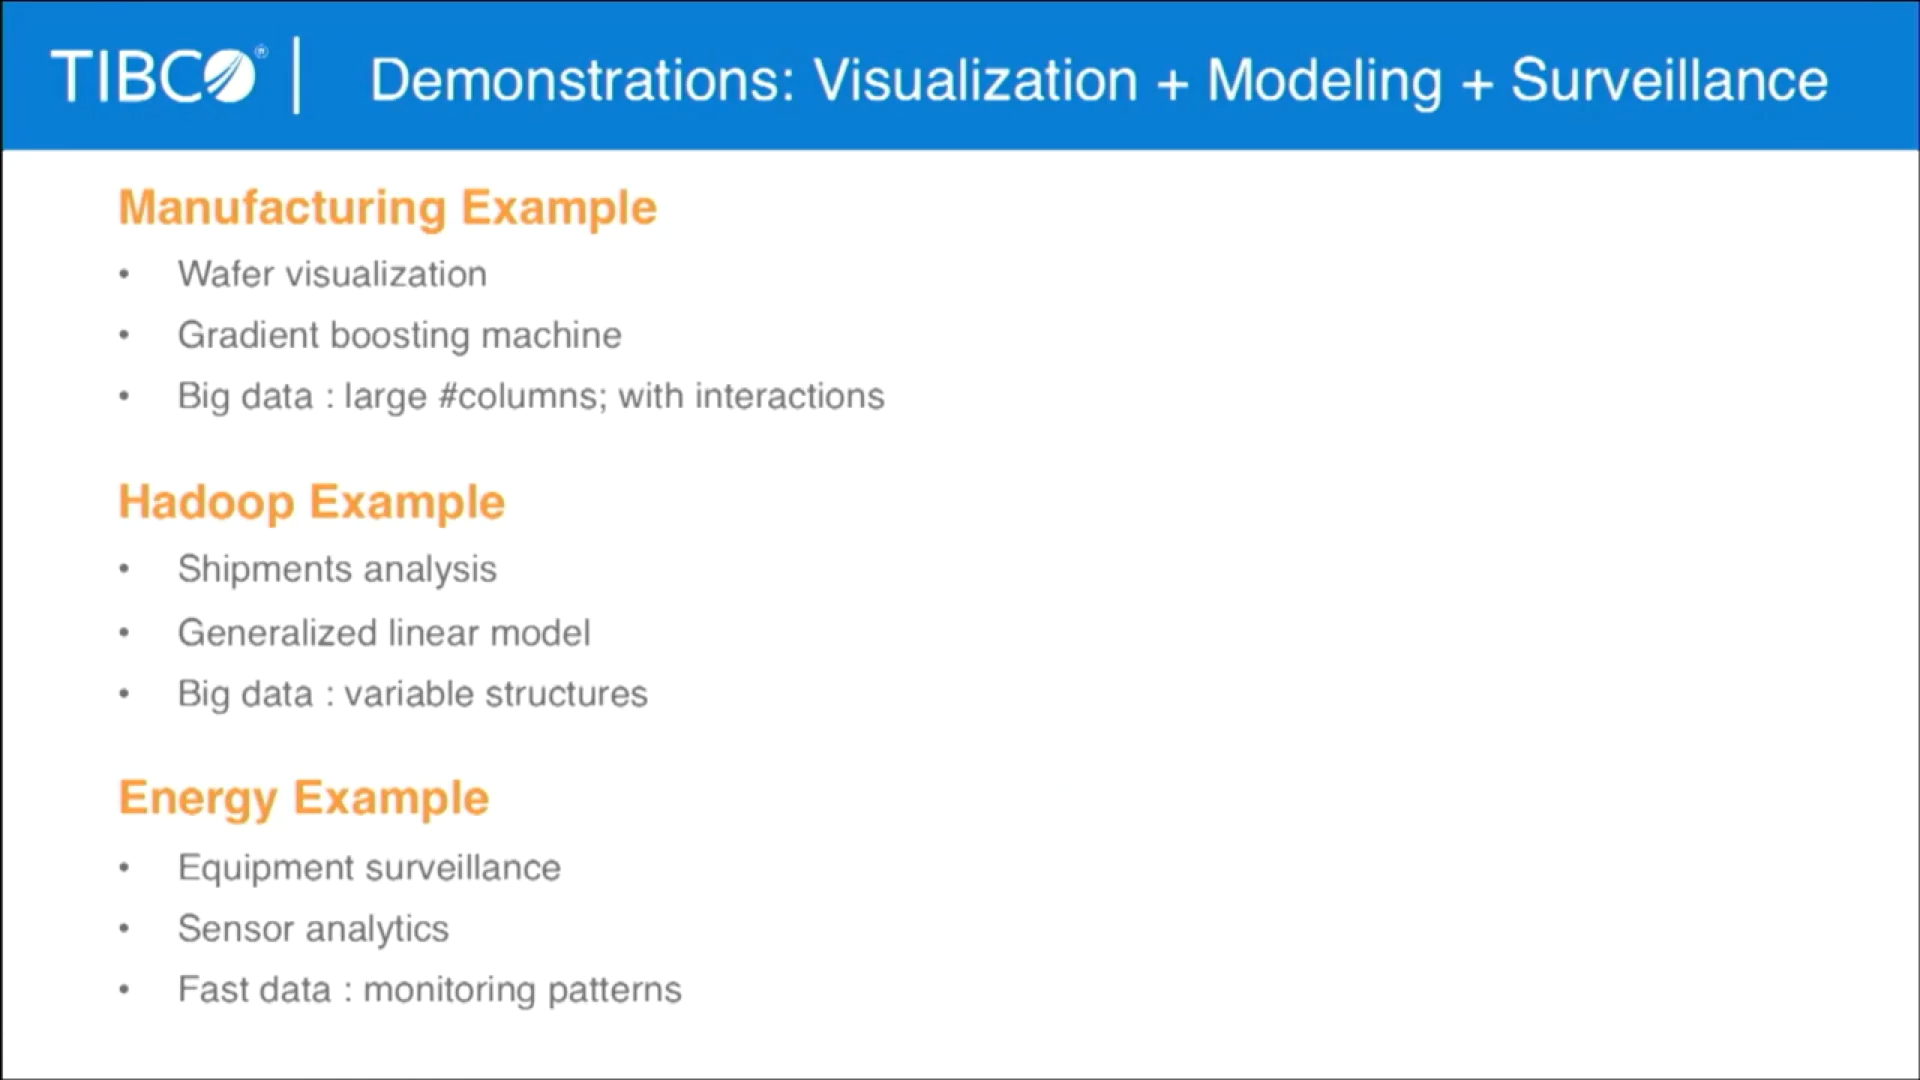 TIBCO® | Demonstrations: Visualization + Modeling + Surveillance
Manufacturing Example
• Wafer visualization
• Gradient boosting machine
• Big data : large #columns; with interactions
Hadoop Example
• Shipments analysis
• Generalized linear model
• Big data : variable structures
Energy Example
• Equipment surveillance
• Sensor analytics
• Fast data : monitoring patterns